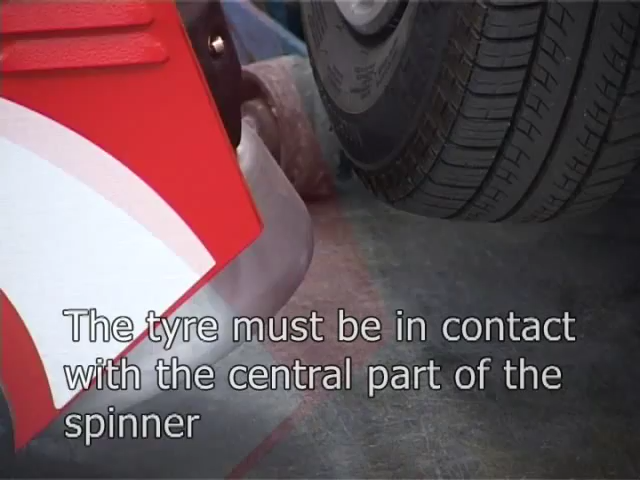 The tyre must be in contact
with the central part of the
spinner